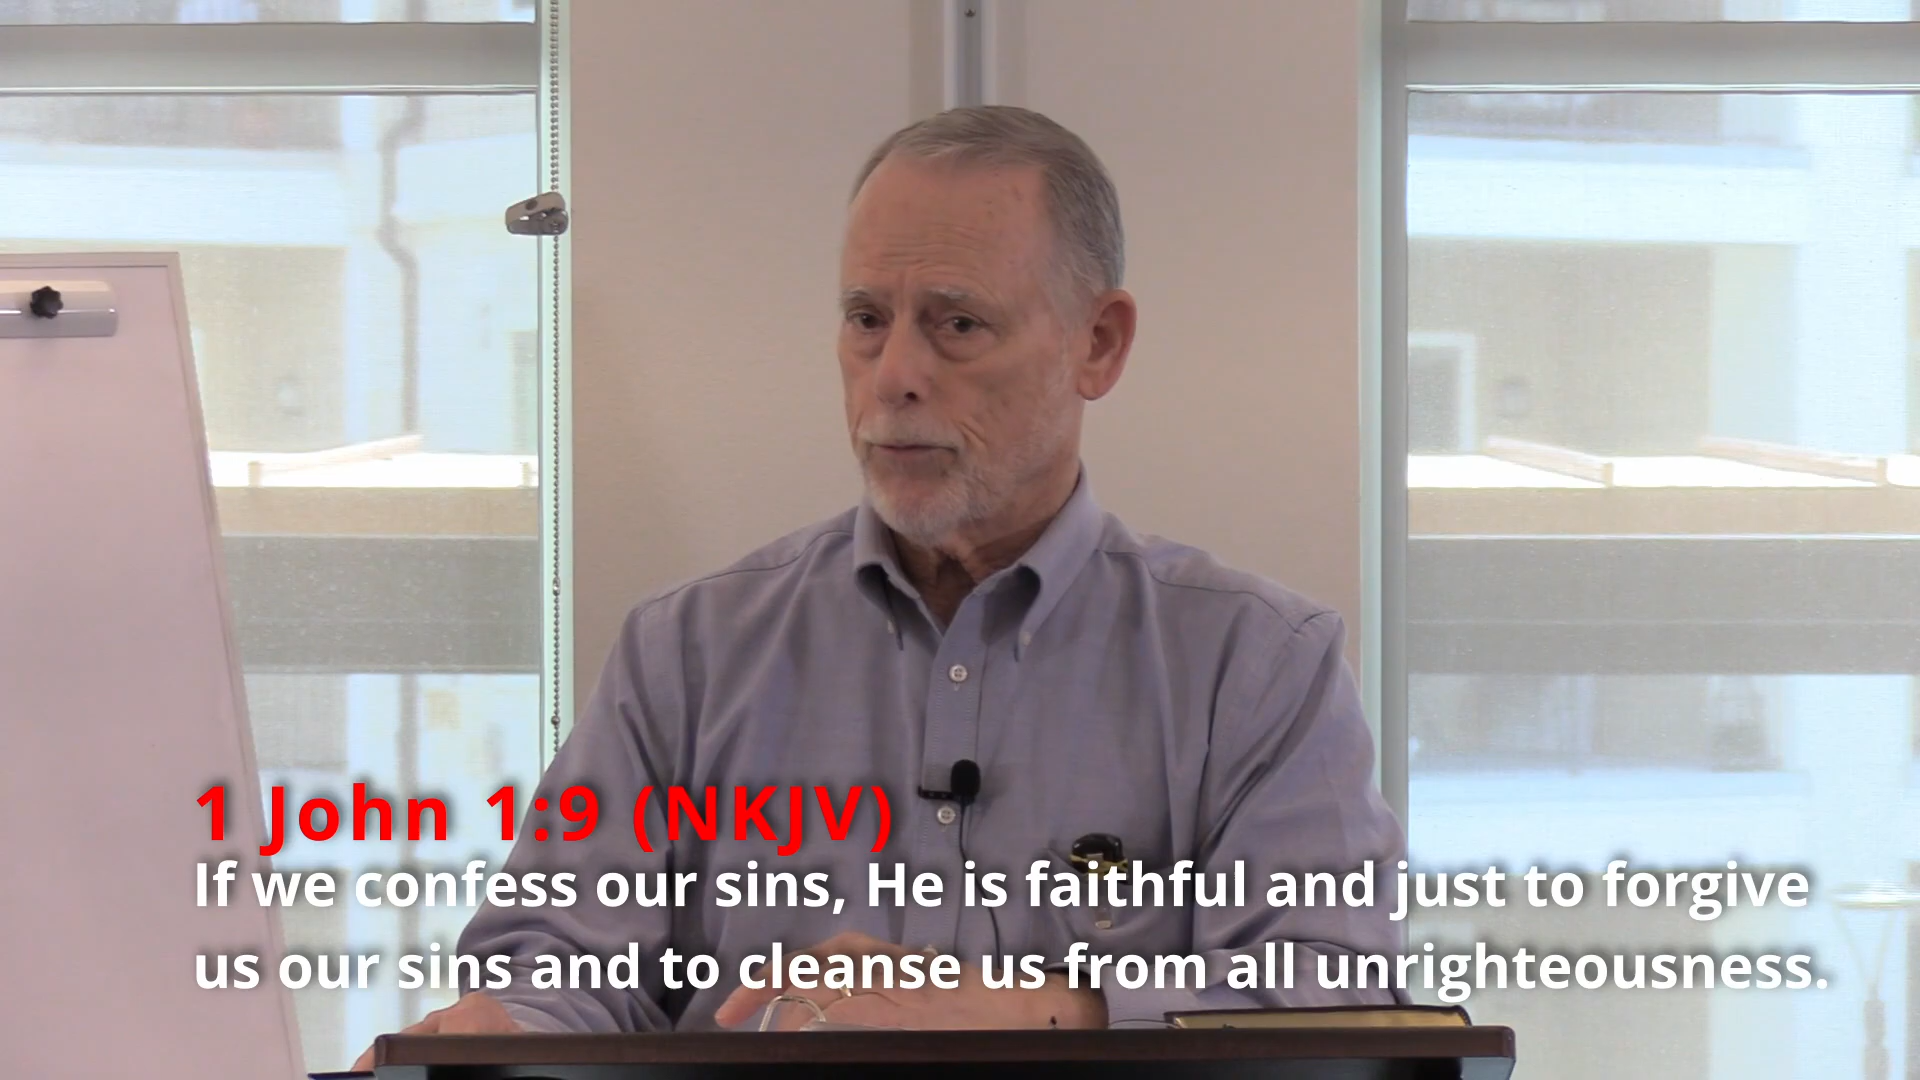 1 John 1:9 (NKJV)
If we confess our sins, He is faithful and just to forgive
us our sins and to cleanse us from all unrighteousness.